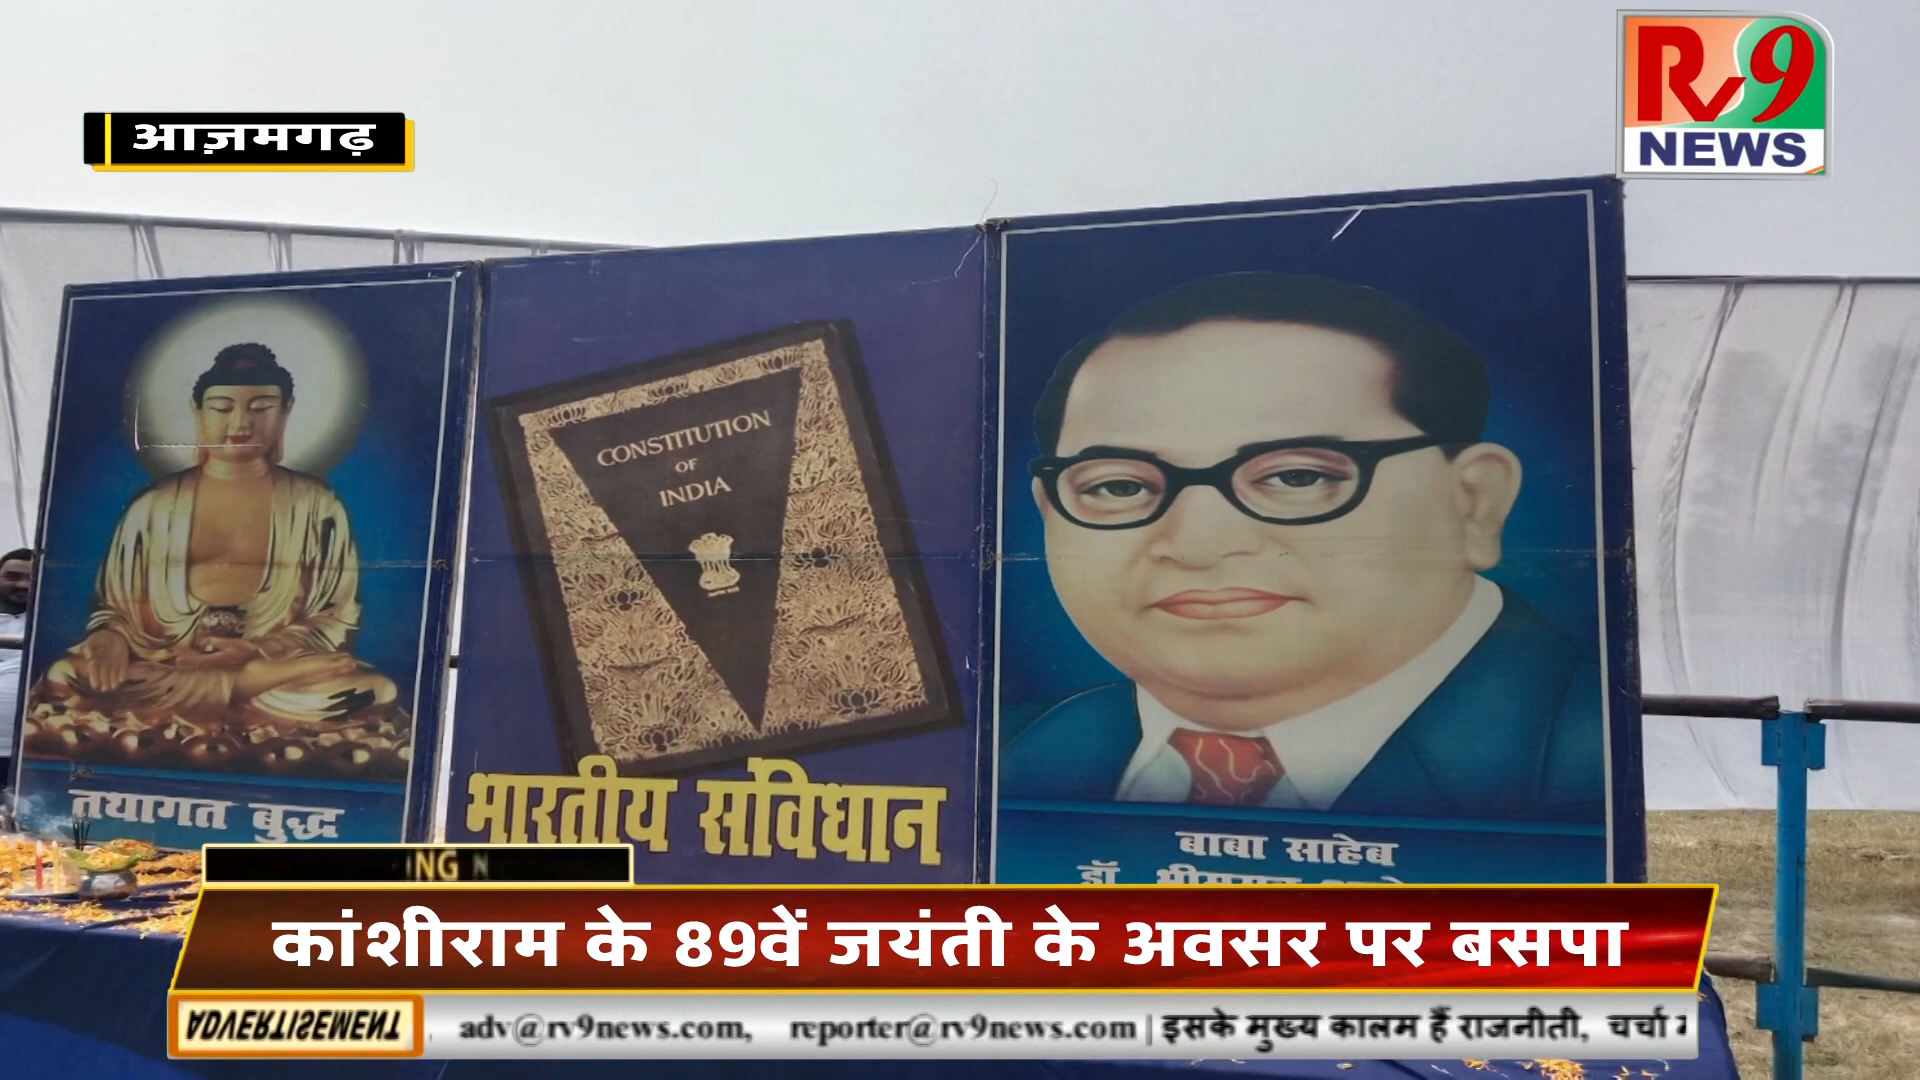 Rv9
NEWS
आज़मगढ़
CONSTITUTION
OF
INDIA
तथागत बुद्ध
भारतीय संविधान
बाबा साहेब
डॉ
कांशीराम के 89वें जयंती के अवसर पर बसपा
ADVERTISEMENT
adv@rv9news.com, reporter@rv9news.com | इसके मुख्य कालम हैं राजनीती, चर्चा